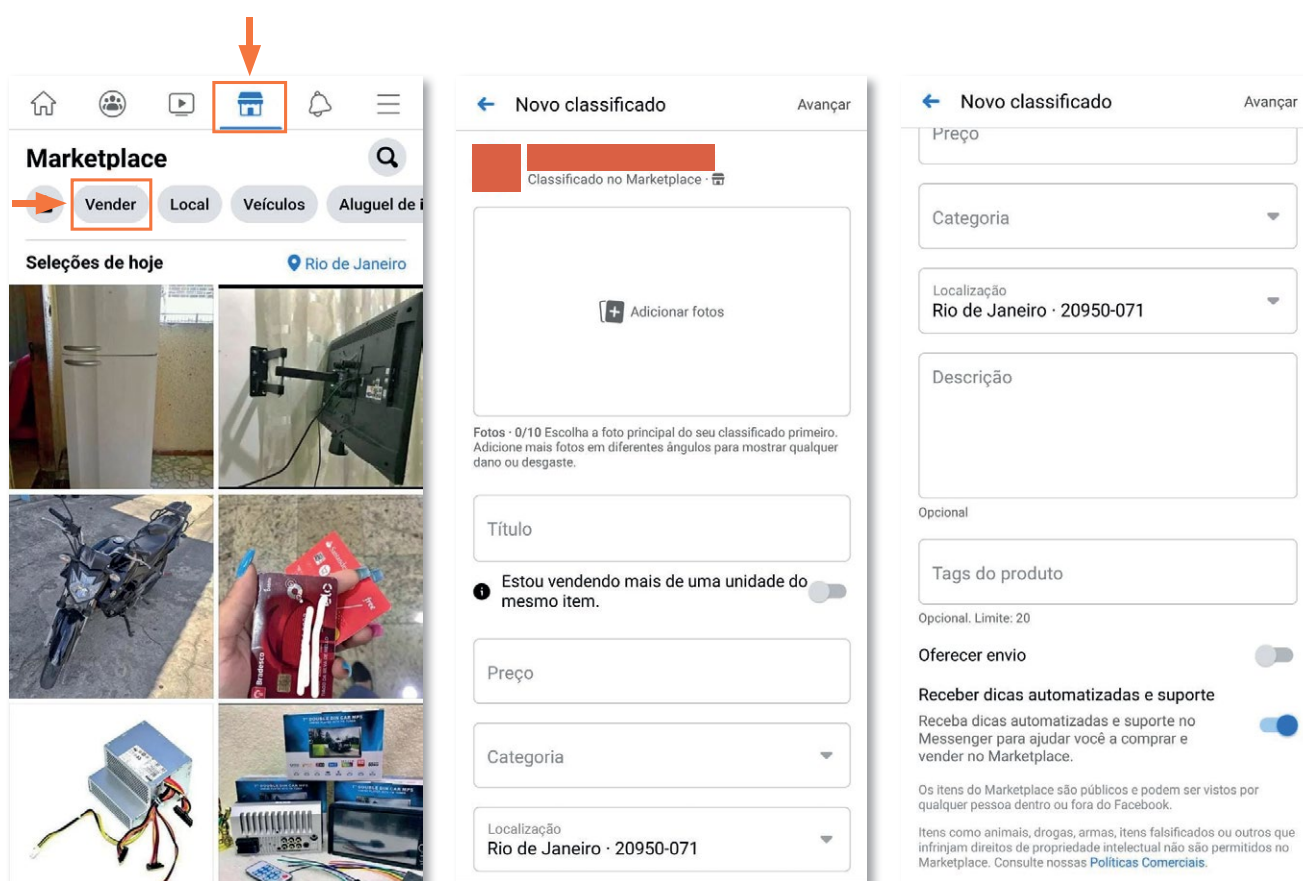 Marketplace
Vender
Local
Veículos
Aluguel de i
Seleções de hoje
Rio de Janeiro
Bradesco
free
7" DOUBLE DIN CAR MP5
Novo classificado
Avançar
Classificado no Marketplace ·
Adicionar fotos
Fotos · 0/10 Escolha a foto principal do seu classificado primeiro.
Adicione mais fotos em diferentes ângulos para mostrar qualquer
dano ou desgaste.
Título
Estou vendendo mais de uma unidade do
mesmo item.
Preço
Categoria
Localização
Rio de Janeiro · 20950-071
Novo classificado
Avançar
Preço
Categoria
Localização
Rio de Janeiro · 20950-071
Descrição
Opcional
Tags do produto
Opcional. Limite: 20
Oferecer envio
Receber dicas automatizadas e suporte
Receba dicas automatizadas e suporte no
Messenger para ajudar você a comprar e
vender no Marketplace.
Os itens do Marketplace são públicos e podem ser vistos por
qualquer pessoa dentro ou fora do Facebook.
Itens como animais, drogas, armas, itens falsificados ou outros que
infrinjam direitos de propriedade intelectual não são permitidos no
Marketplace. Consulte nossas Políticas Comerciais.